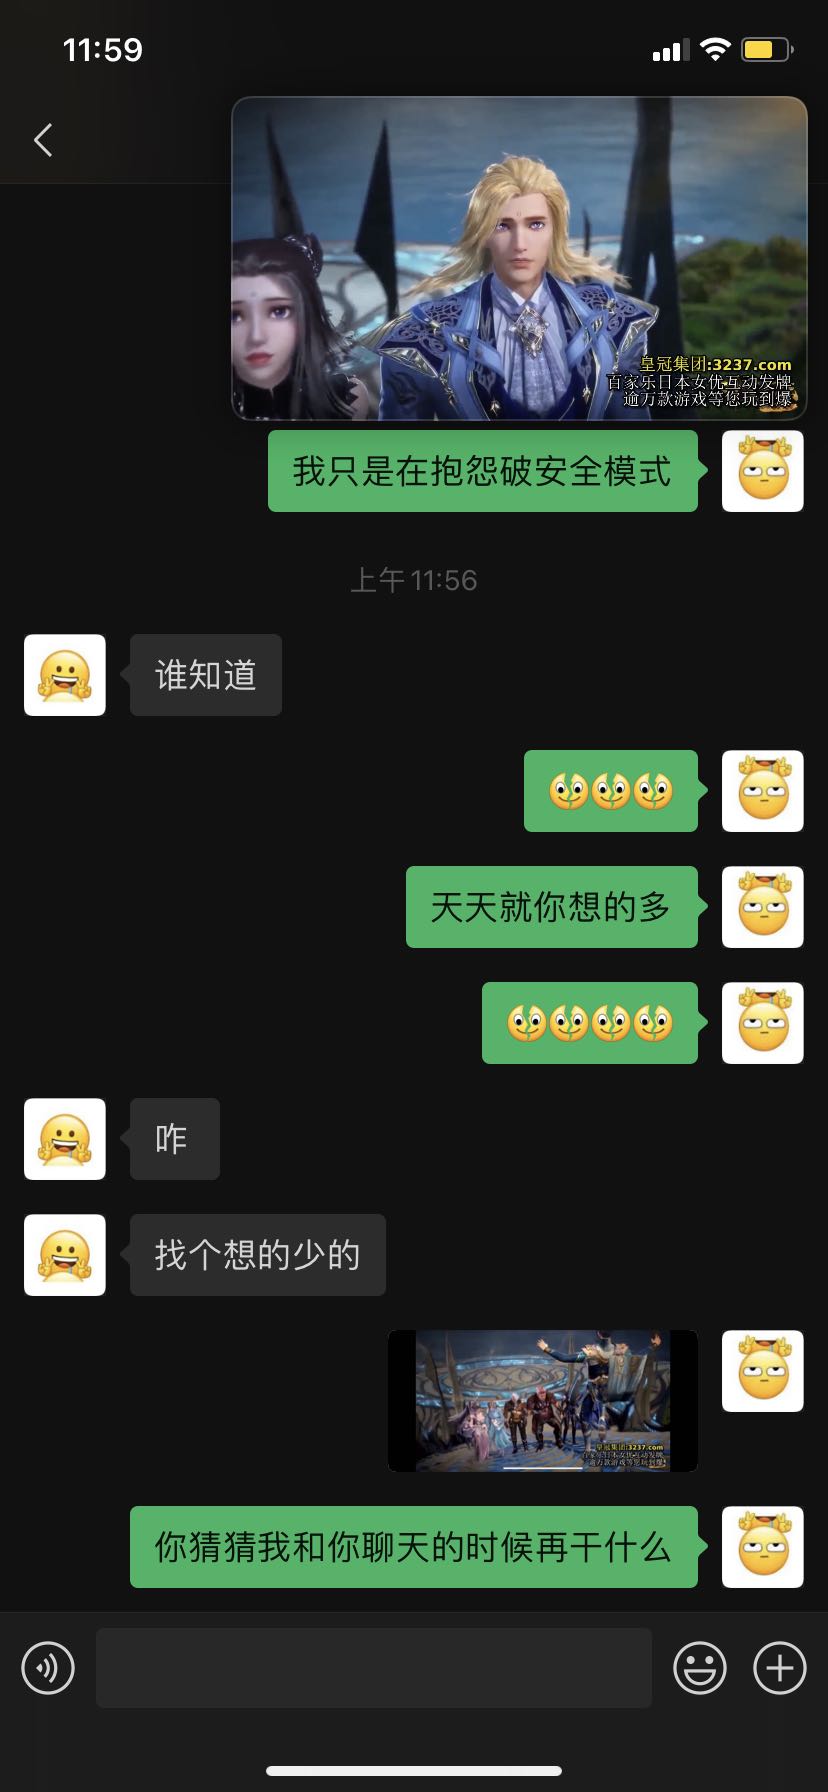 11:59
皇冠集团:3237.com
百家乐日本女优互动发牌
逾万款游戏等您玩到爆
我只是在抱怨破安全模式
上午 11:56
谁知道
天天就你想的多
咋
找个想的少的
皇冠集团:3237.com
百家乐日本女优互动发牌
逾万款游戏等您玩到爆
你猜猜我和你聊天的时候再干什么